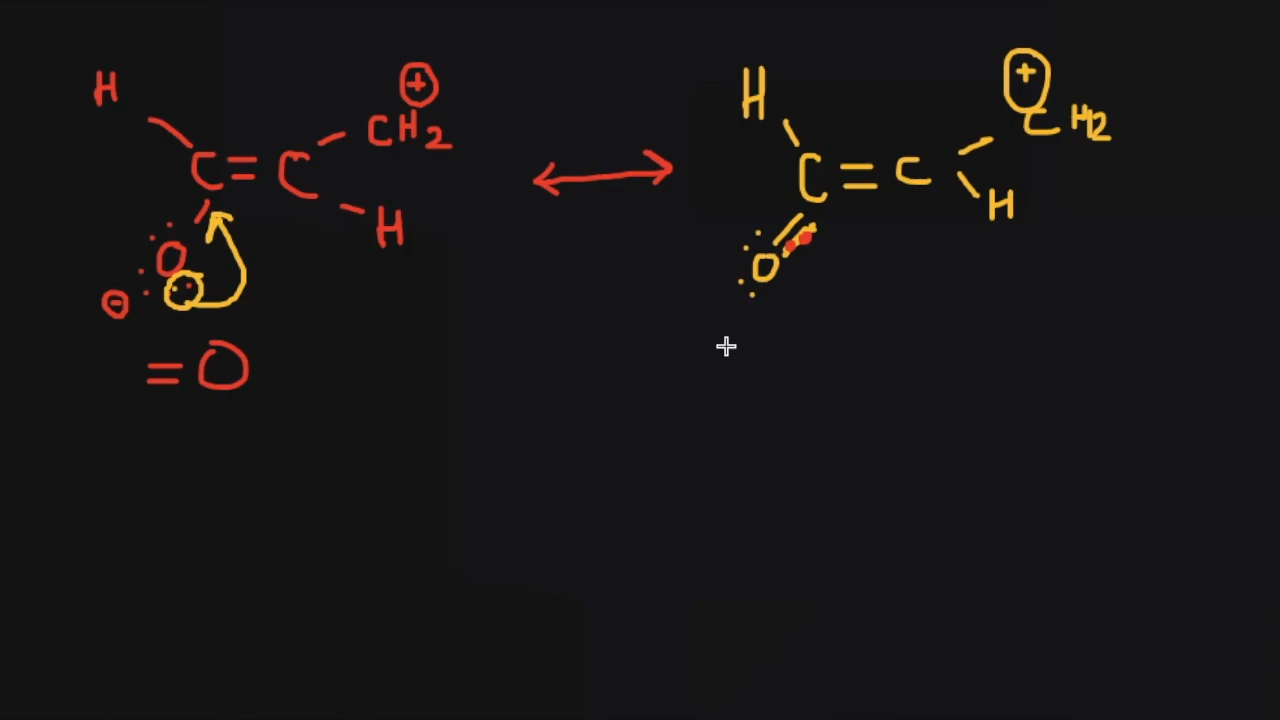 H ⊕ CH2
C = C
H
O
⊖
= O
H ⊕ CH2
C = C
H
O